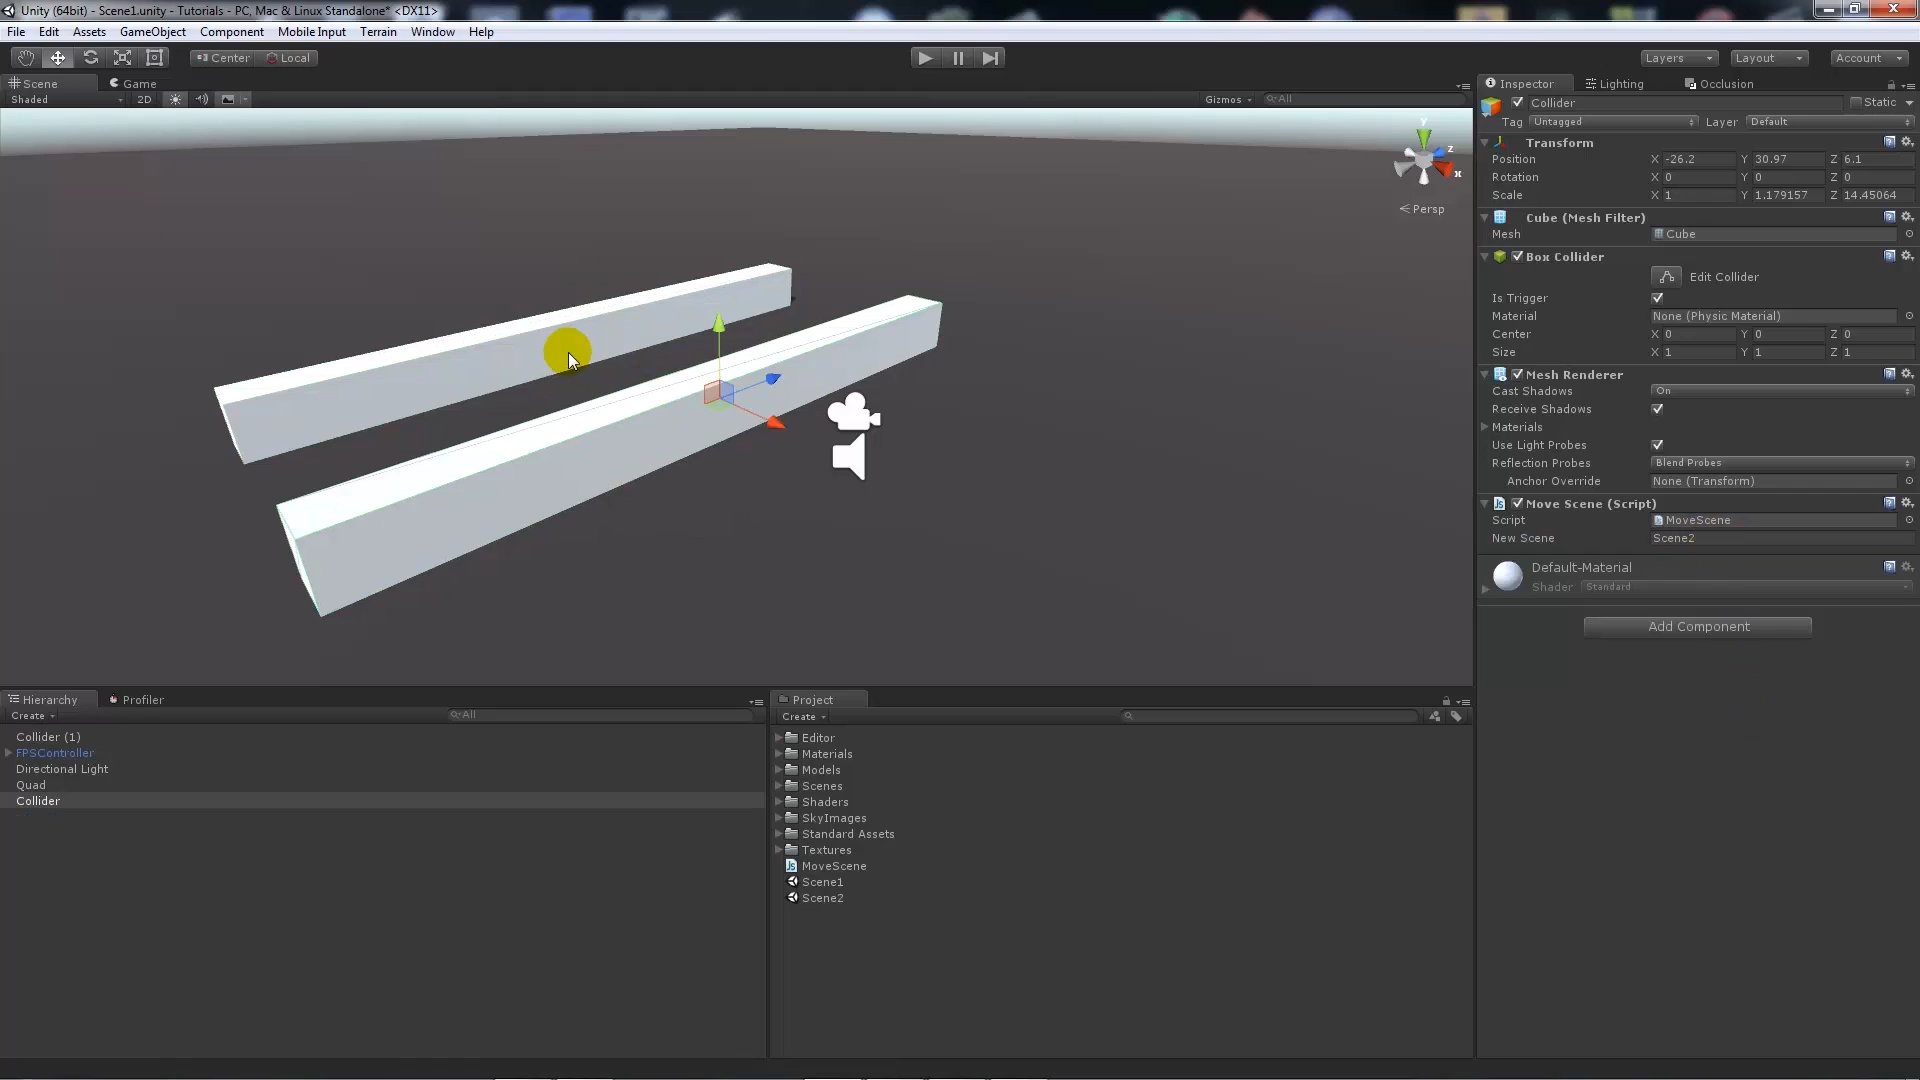 Unity (64bit) - Scene1.unity - Tutorials - PC, Mac & Linux Standalone* <DX11>
File Edit Assets GameObject Component Mobile Input Terrain Window Help
Center Local Layers Layout Account
Scene Game
Shaded 2D Gizmos All
y
z
x
Persp
Inspector Lighting Occlusion
Collider Static
Tag Untagged Layer Default
Transform
Position X -26.2 Y 30.97 Z 6.1
Rotation X 0 Y 0 Z 0
Scale X 1 Y 1.179157 Z 14.45064
Cube (Mesh Filter)
Mesh Cube
Box Collider
Edit Collider
Is Trigger
Material None (Physic Material)
Center X 0 Y 0 Z 0
Size X 1 Y 1 Z 1
Mesh Renderer
Cast Shadows On
Receive Shadows
Materials
Use Light Probes
Reflection Probes Blend Probes
Anchor Override None (Transform)
Move Scene (Script)
Script MoveScene
New Scene Scene2
Default-Material
Shader Standard
Add Component
Hierarchy Profiler
Create All
Collider (1)
FPSController
Directional Light
Quad
Collider
Project
Create
Editor
Materials
Models
Scenes
Shaders
SkyImages
Standard Assets
Textures
MoveScene
Scene1
Scene2